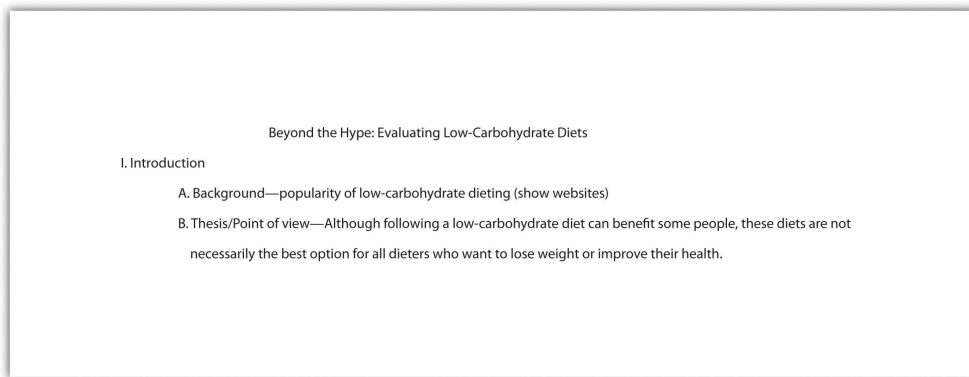 Beyond the Hype: Evaluating Low-Carbohydrate Diets
I. Introduction
A. Background—popularity of low-carbohydrate dieting (show websites)
B. Thesis/Point of view—Although following a low-carbohydrate diet can benefit some people, these diets are not
necessarily the best option for all dieters who want to lose weight or improve their health.